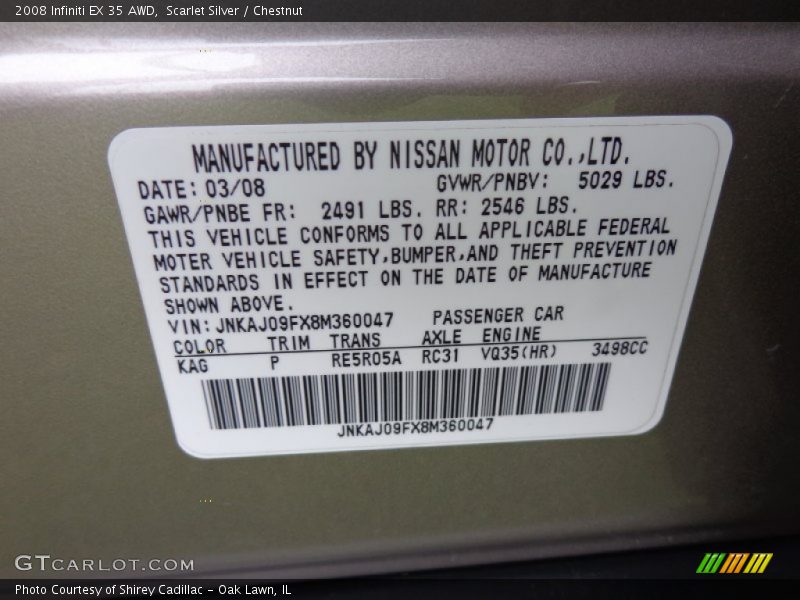 2008 Infiniti EX 35 AWD,  Scarlet Silver / Chestnut
MANUFACTURED BY NISSAN MOTOR CO.,LTD.
DATE: 03/08 GVWR/PNBV: 5029 LBS.
GAWR/PNBE FR: 2491 LBS. RR: 2546 LBS.
THIS VEHICLE CONFORMS TO ALL APPLICABLE FEDERAL
MOTER VEHICLE SAFETY,BUMPER,AND THEFT PREVENTION
STANDARDS IN EFFECT ON THE DATE OF MANUFACTURE
SHOWN ABOVE.
VIN: JNKAJ09FX8M360047 PASSENGER CAR
COLOR TRIM TRANS AXLE ENGINE
KAG P RE5R05A RC31 VQ35(HR) 3498CC
JNKAJ09FX8M360047
GTCARLOT.COM
Photo Courtesy of Shirey Cadillac - Oak Lawn, IL